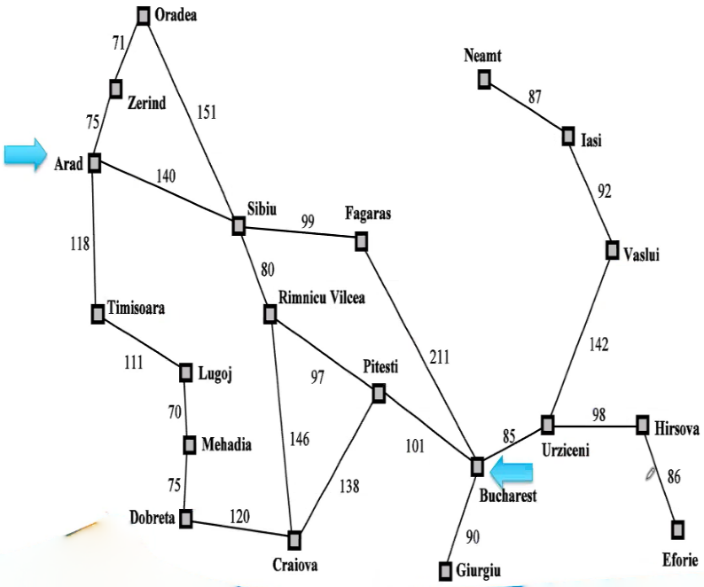 Oradea
71
Neamt
87
Zerind
151
75
Iasi
Arad
140
92
Sibiu
99
Fagaras
118
Vaslui
80
Timisoara
Rimnicu Vilcea
142
111
211
Lugoj
97
Pitesti
70
98
Hirsova
Mehadia
146
101
85
Urziceni
86
75
138
Bucharest
Dobreta
120
90
Craiova
Giurgiu
Eforie